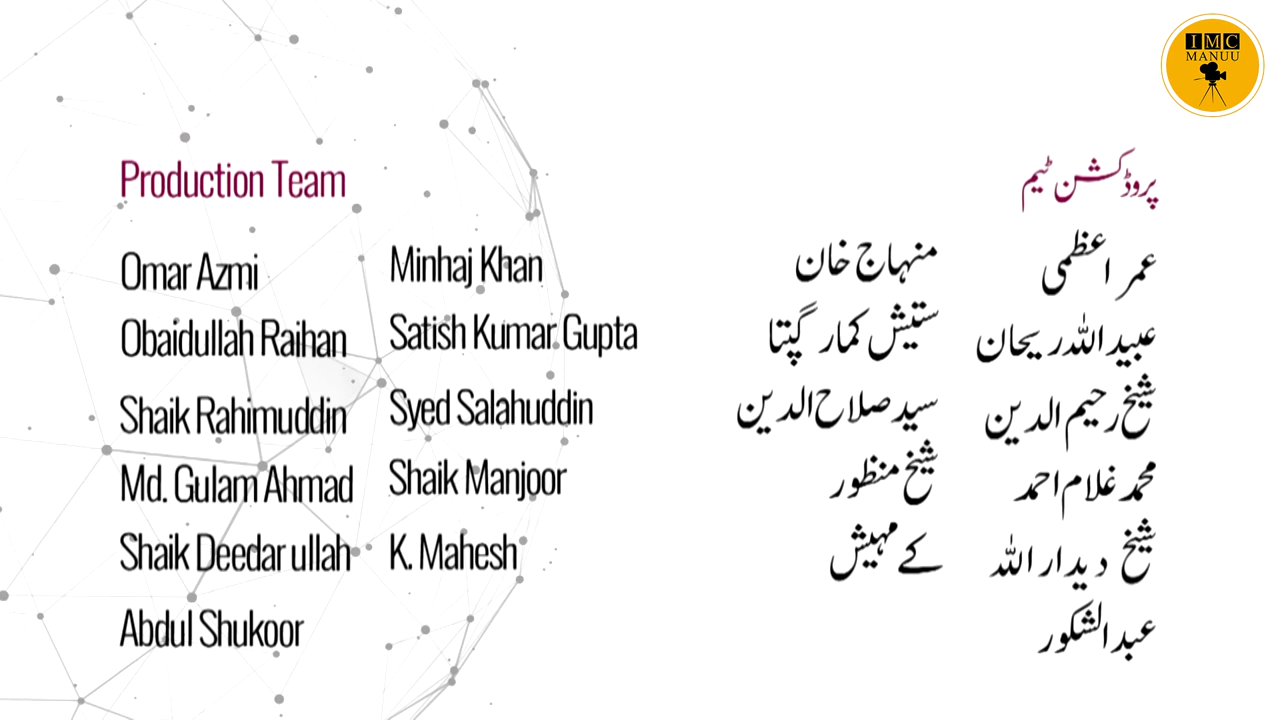 IMC
MANUU
Production Team
Omar Azmi
Obaidullah Raihan
Shaik Rahimuddin
Md. Gulam Ahmad
Shaik Deedar ullah
Abdul Shukoor
Minhaj Khan
Satish Kumar Gupta
Syed Salahuddin
Shaik Manjoor
K. Mahesh
پروڈکشن ٹیم
عمر اعظمی
عبید اللہ ریحان
شیخ رحیم الدین
محمد غلام احمد
شیخ دیدار اللہ
عبدالشکور
منہاج خان
ستیش کمار گپتا
سید صلاح الدین
شیخ منظور
کے مہیش